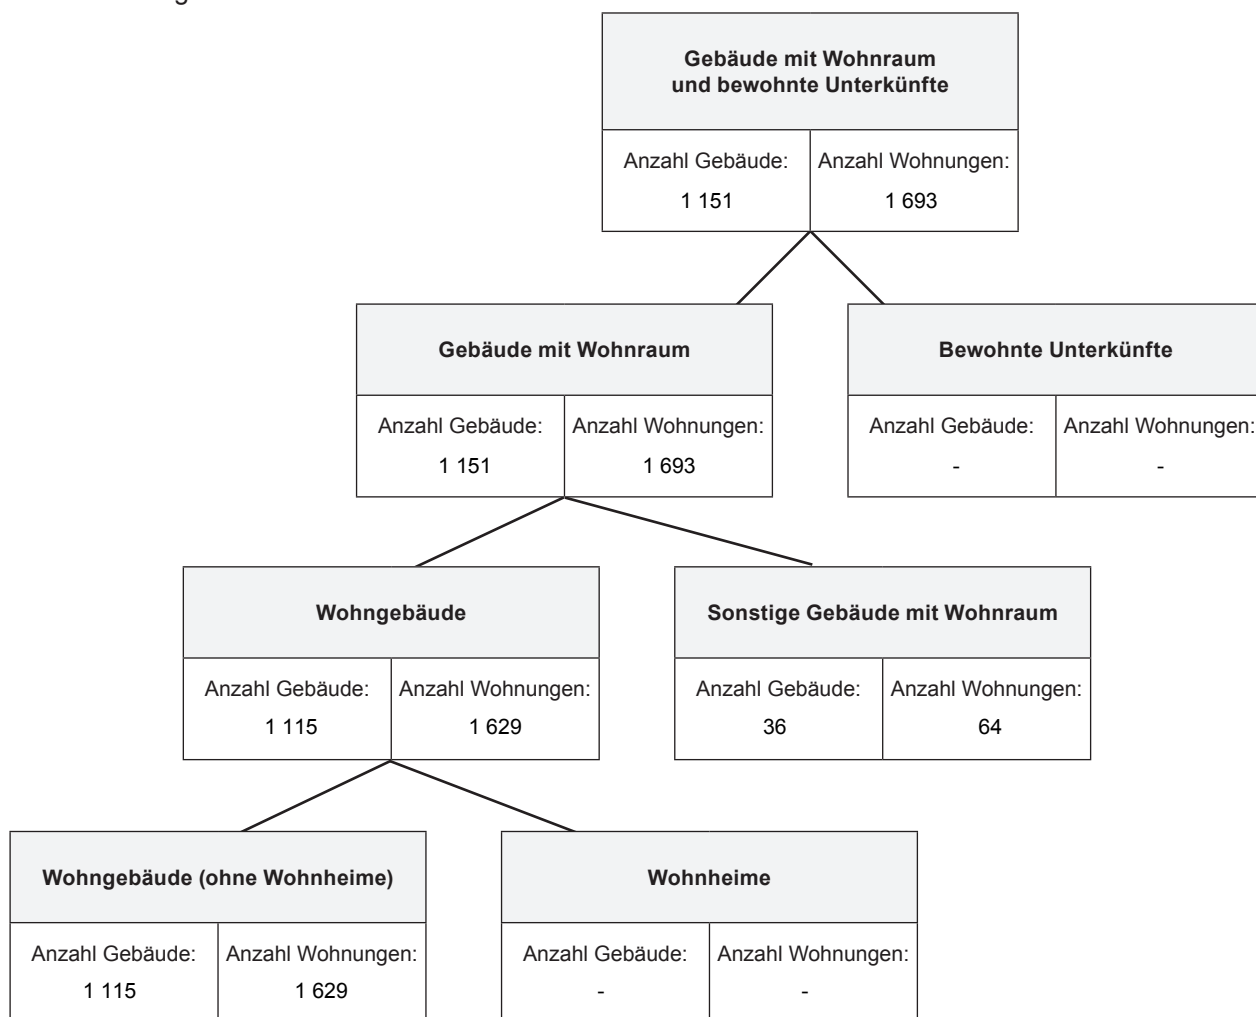 Gebäude mit Wohnraum
und bewohnte Unterkünfte
Anzahl Gebäude: Anzahl Wohnungen:
1 151 1 693
Gebäude mit Wohnraum Bewohnte Unterkünfte
Anzahl Gebäude: Anzahl Wohnungen: Anzahl Gebäude: Anzahl Wohnungen:
1 151 1 693 - -
Wohngebäude Sonstige Gebäude mit Wohnraum
Anzahl Gebäude: Anzahl Wohnungen: Anzahl Gebäude: Anzahl Wohnungen:
1 115 1 629 36 64
Wohngebäude (ohne Wohnheime) Wohnheime
Anzahl Gebäude: Anzahl Wohnungen: Anzahl Gebäude: Anzahl Wohnungen:
1 115 1 629 - -